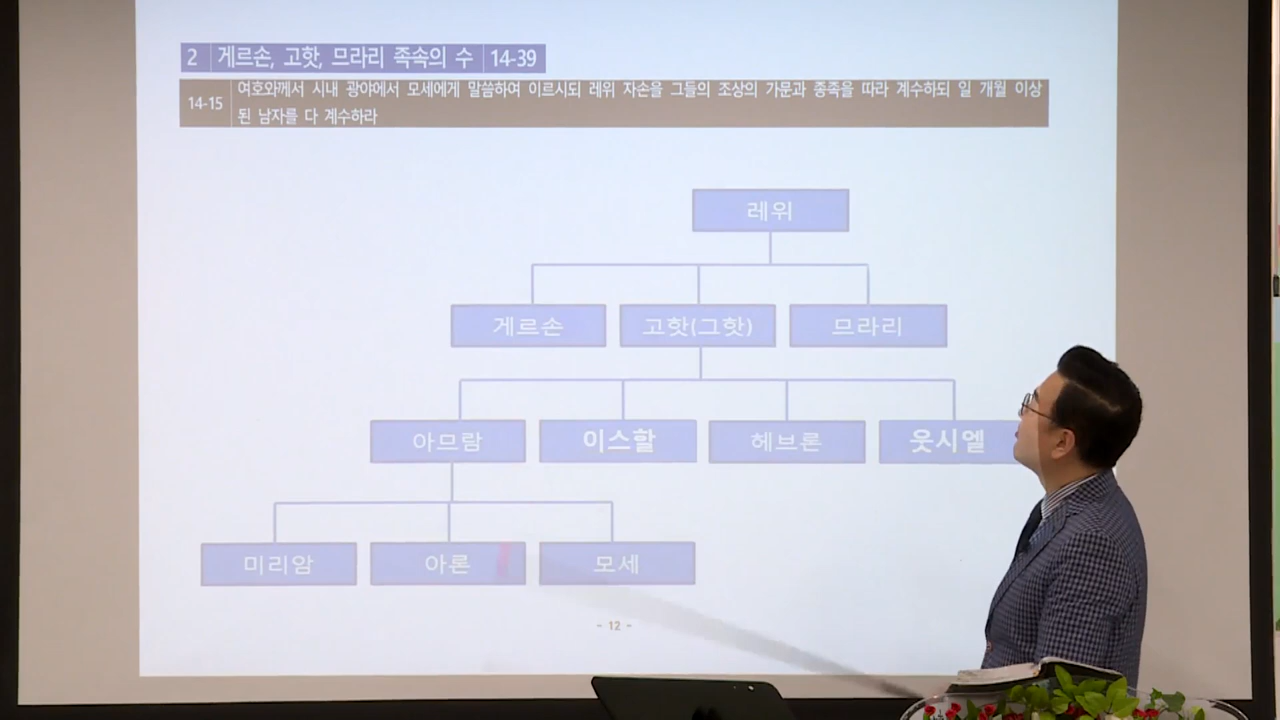 2 게르손, 고핫, 므라리 족속의 수 14-39
14-15 여호와께서 시내 광야에서 모세에게 말씀하여 이르시되 레위 자손을 그들의 조상의 가문과 종족을 따라 계수하되 일 개월 이상
된 남자를 다 계수하라
레위
게르손 고핫(그핫) 므라리
아므람 이스할 헤브론 웃시엘
미리암 아론 모세
- 12 -